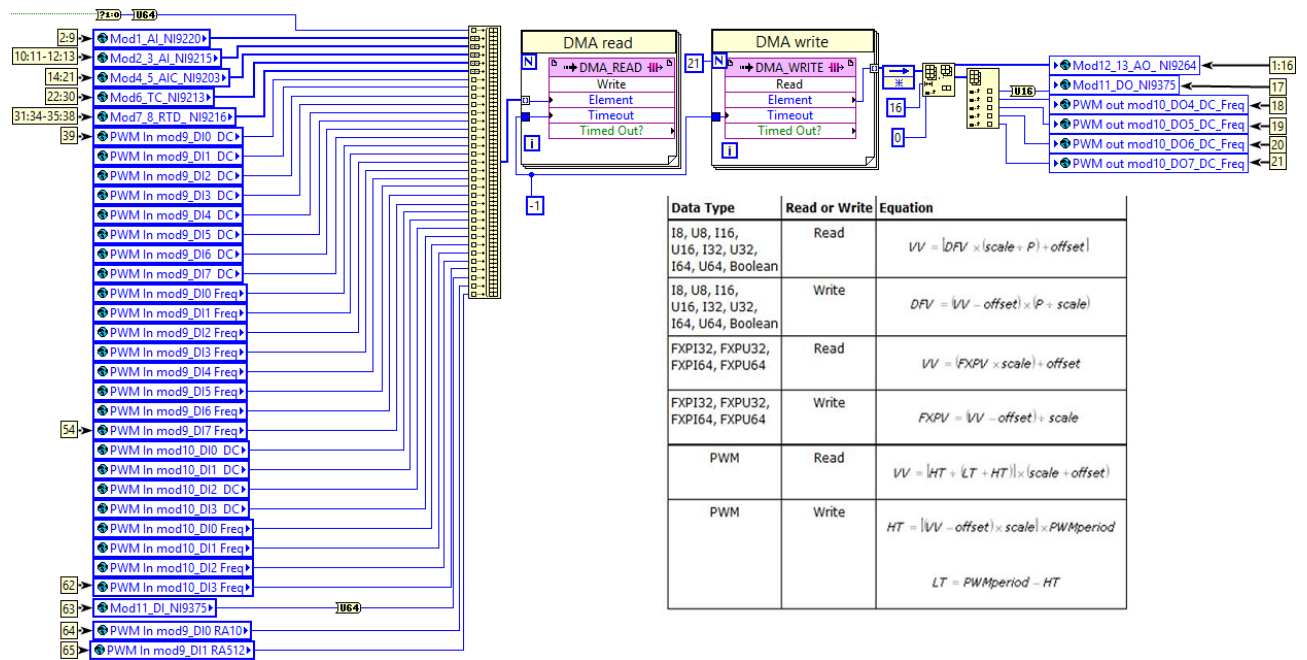 ?1:0
U64
2:9
Mod1_AI_NI9220
10:11-12:13
Mod2_3_AI_NI9215
14:21
Mod4_5_AIC_NI9203
22:30
Mod6_TC_NI9213
31:34-35:38
Mod7_8_RTD_ NI9216
39
PWM In mod9_DI0 DC
PWM In mod9_DI1 DC
PWM In mod9_DI2 DC
PWM In mod9_DI3 DC
PWM In mod9_DI4 DC
PWM In mod9_DI5 DC
PWM In mod9_DI6 DC
PWM In mod9_DI7 DC
PWM In mod9_DI0 Freq
PWM In mod9_DI1 Freq
PWM In mod9_DI2 Freq
PWM In mod9_DI3 Freq
PWM In mod9_DI4 Freq
PWM In mod9_DI5 Freq
PWM In mod9_DI6 Freq
54
PWM In mod9_DI7 Freq
PWM In mod10_DI0 DC
PWM In mod10_DI1 DC
PWM In mod10_DI2 DC
PWM In mod10_DI3 DC
PWM In mod10_DI0 Freq
PWM In mod10_DI1 Freq
PWM In mod10_DI2 Freq
62
PWM In mod10_DI3 Freq
63
Mod11_DI_NI9375
U64
64
PWM In mod9_DI0 RA10
65
PWM In mod9_DI1 RA512
DMA read
N
DMA_READ
Write
Element
Timeout
Timed Out?
i
-1
DMA write
21
N
DMA_WRITE
Read
Element
Timeout
Timed Out?
i
16
0
U16
Mod12_13_AO_ NI9264
1:16
Mod11_DO_NI9375
17
PWM out mod10_DO4_DC_Freq
18
PWM out mod10_DO5_DC_Freq
19
PWM out mod10_DO6_DC_Freq
20
PWM out mod10_DO7_DC_Freq
21
Data Type Read or Write Equation
I8, U8, I16,
U16, I32, U32,
I64, U64, Boolean
Read
VV = [DFV × (scale ÷ P) + offset]
I8, U8, I16,
U16, I32, U32,
I64, U64, Boolean
Write
DFV = (VV − offset) × (P ÷ scale)
FXPI32, FXPU32,
FXPI64, FXPU64
Read
VV = (FXPV × scale) + offset
FXPI32, FXPU32,
FXPI64, FXPU64
Write
FXPV = (VV − offset) ÷ scale
PWM
Read
VV = [HT ÷ (LT + HT)] × (scale + offset)
PWM
Write
HT = [(VV − offset) × scale] × PWMperiod
LT = PWMperiod − HT